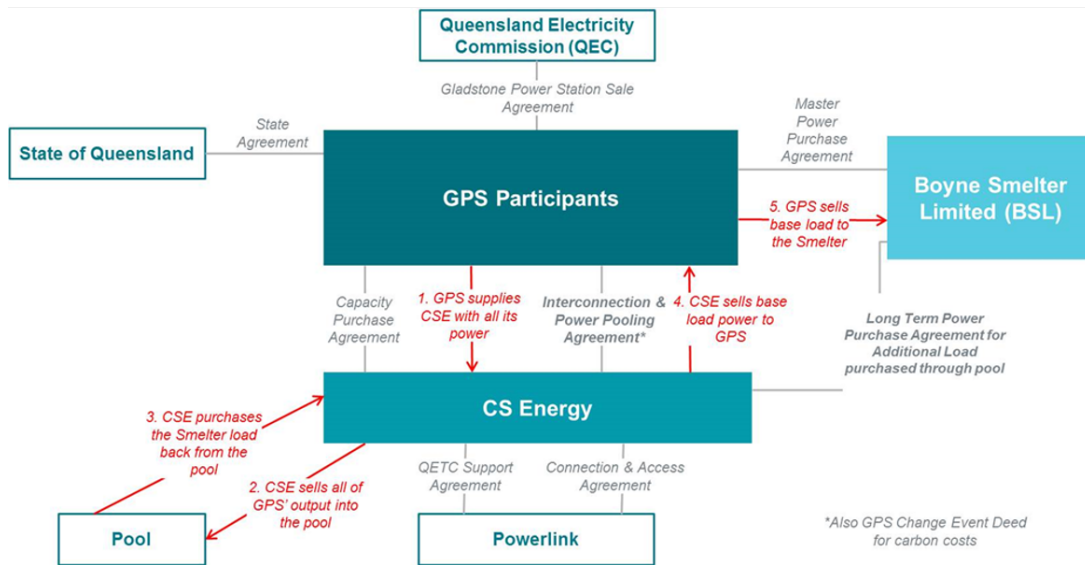 Queensland Electricity
Commission (QEC)
Gladstone Power Station Sale
Agreement
State
Agreement
State of Queensland
GPS Participants
Master
Power
Purchase
Agreement
Boyne Smelter
Limited (BSL)
5. GPS sells
base load to
the Smelter
Capacity
Purchase
Agreement
1. GPS supplies
CSE with all its
power
Interconnection &
Power Pooling
Agreement*
4. CSE sells base
load power to
GPS
Long Term Power
Purchase Agreement for
Additional Load
purchased through pool
CS Energy
3. CSE purchases
the Smelter load
back from the
pool
2. CSE sells all of
GPS' output into
the pool
QETC Support
Agreement
Connection & Access
Agreement
Pool
Powerlink
*Also GPS Change Event Deed
for carbon costs